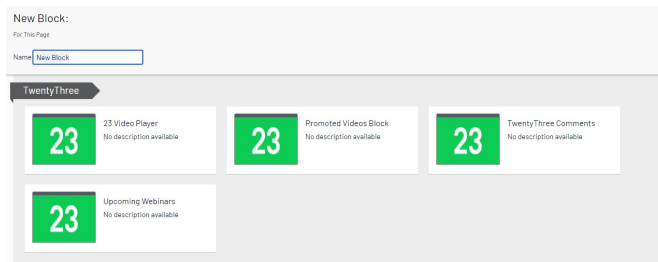 New Block:
For This Page
Name New Block
TwentyThree
23
23 Video Player
No description available
23
Promoted Videos Block
No description available
23
TwentyThree Comments
No description available
23
Upcoming Webinars
No description available